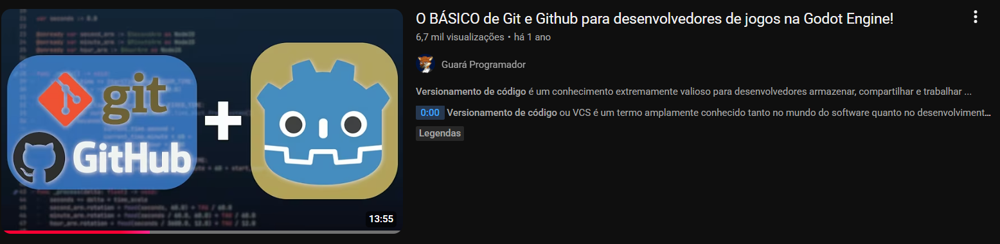 O BÁSICO de Git e Github para desenvolvedores de jogos na Godot Engine!
6,7 mil visualizações • há 1 ano
Guará Programador
Versionamento de código é um conhecimento extremamente valioso para desenvolvedores armazenar, compartilhar e trabalhar ...
0:00 Versionamento de código ou VCS é um termo amplamente conhecido tanto no mundo do software quanto no desenvolviment…
Legendas
git
+
GitHub
13:55